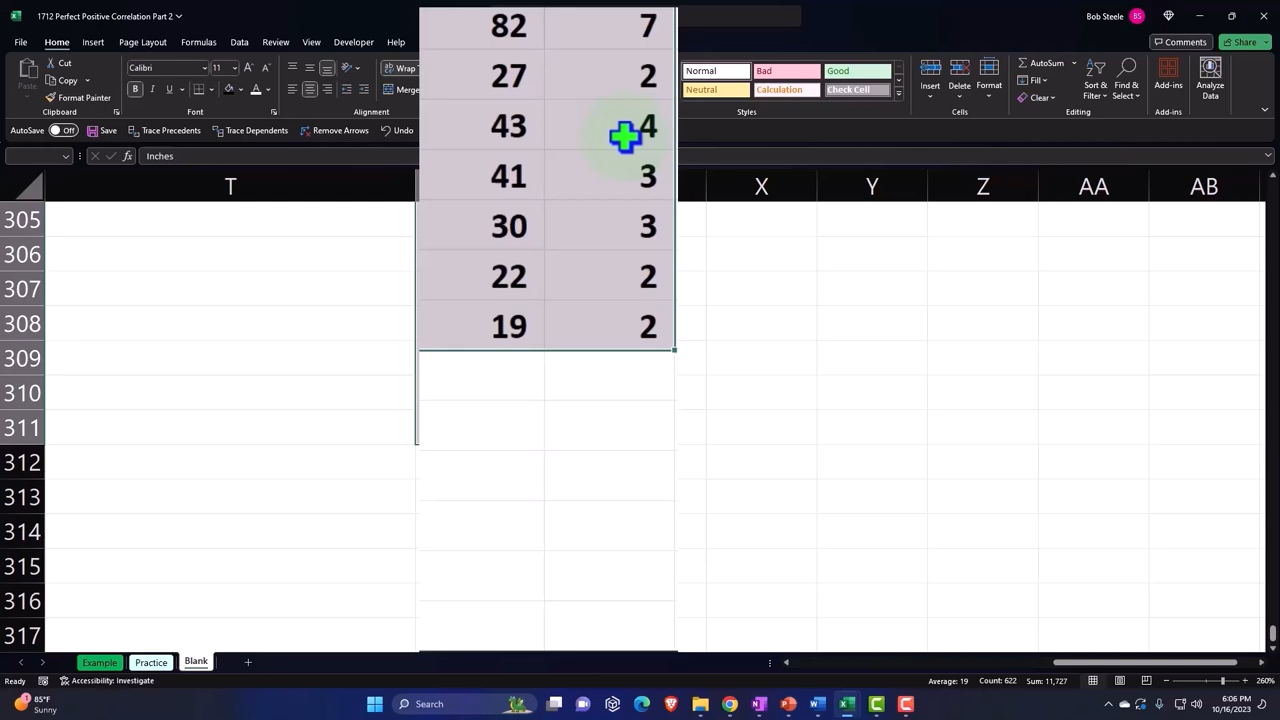 1712 Perfect Positive Correlation Part 2
Bob Steele BS
File Home Insert Page Layout Formulas Data Review View Developer Help
Comments Share
Cut
Copy
Format Painter
Clipboard
Calibri 11
B I U
Font
Wrap
Merge
Alignment
Normal Bad Good
Neutral Calculation Check Cell
Styles
Insert Delete Format
Cells
AutoSum
Fill
Clear
Sort & Filter Find & Select
Editing
Add-ins
Add-ins
Analyze Data
AutoSave Off Save Trace Precedents Trace Dependents Remove Arrows Undo
fx Inches
T X Y Z AA AB
82 7
27 2
43 4
41 3
30 3
22 2
19 2
305
306
307
308
309
310
311
312
313
314
315
316
317
Example Practice Blank
Ready Accessibility: Investigate Average: 19 Count: 622 Sum: 11,727 260%
1 85°F Sunny
Search
6:06 PM
10/16/2023